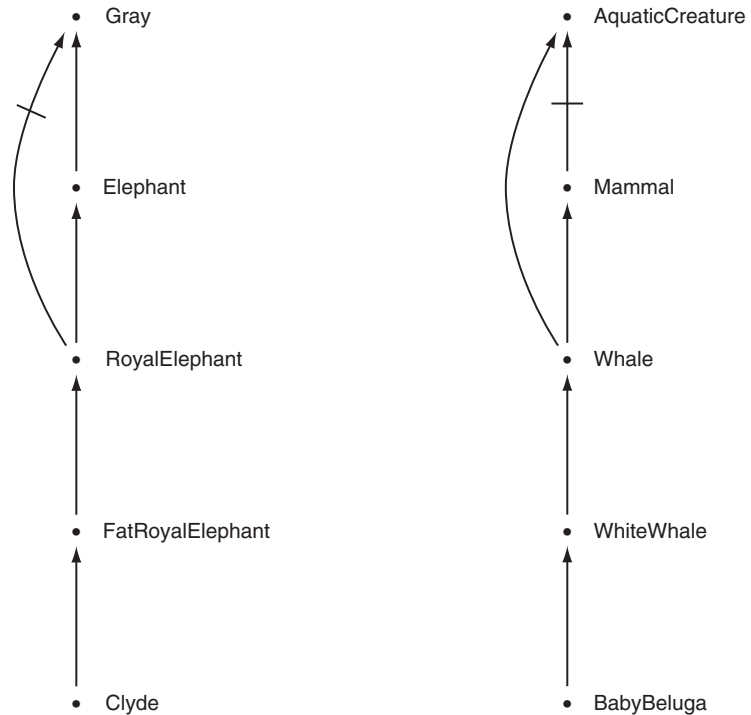 Gray
Elephant
RoyalElephant
FatRoyalElephant
Clyde
AquaticCreature
Mammal
Whale
WhiteWhale
BabyBeluga